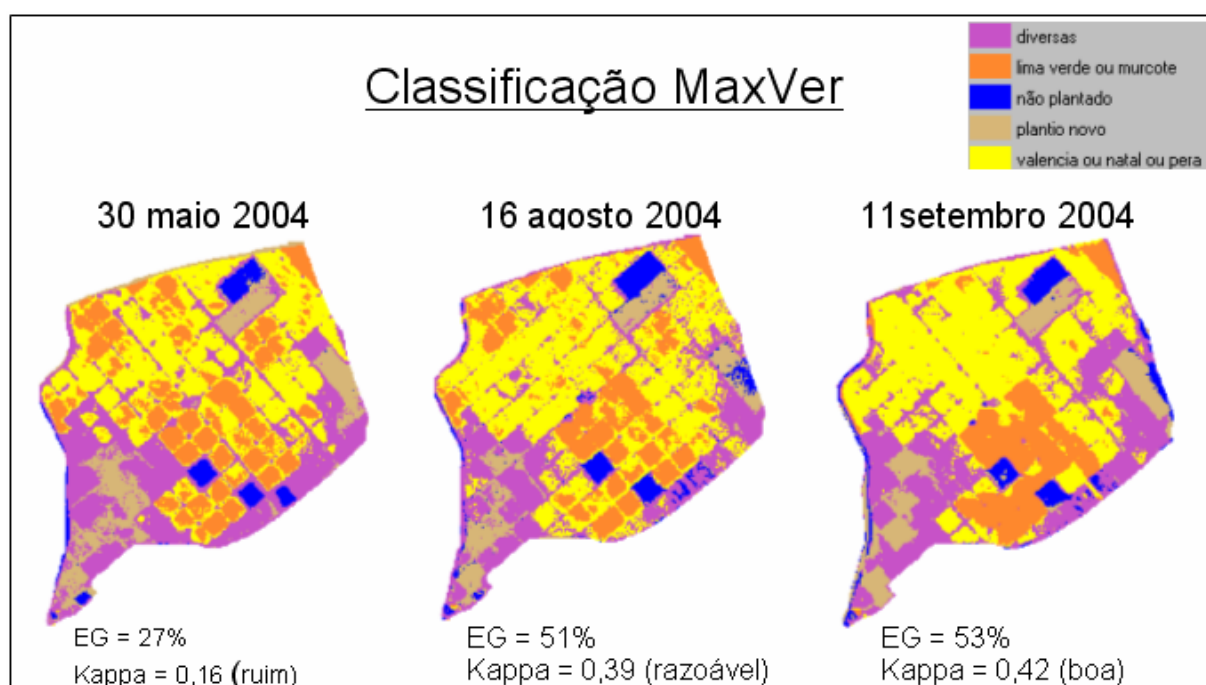 Classificação MaxVer
diversas
lima verde ou murcote
não plantado
plantio novo
valencia ou natal ou pera
30 maio 2004
16 agosto 2004
11setembro 2004
EG = 27%
Kappa = 0,16 (ruim)
EG = 51%
Kappa = 0,39 (razoável)
EG = 53%
Kappa = 0,42 (boa)